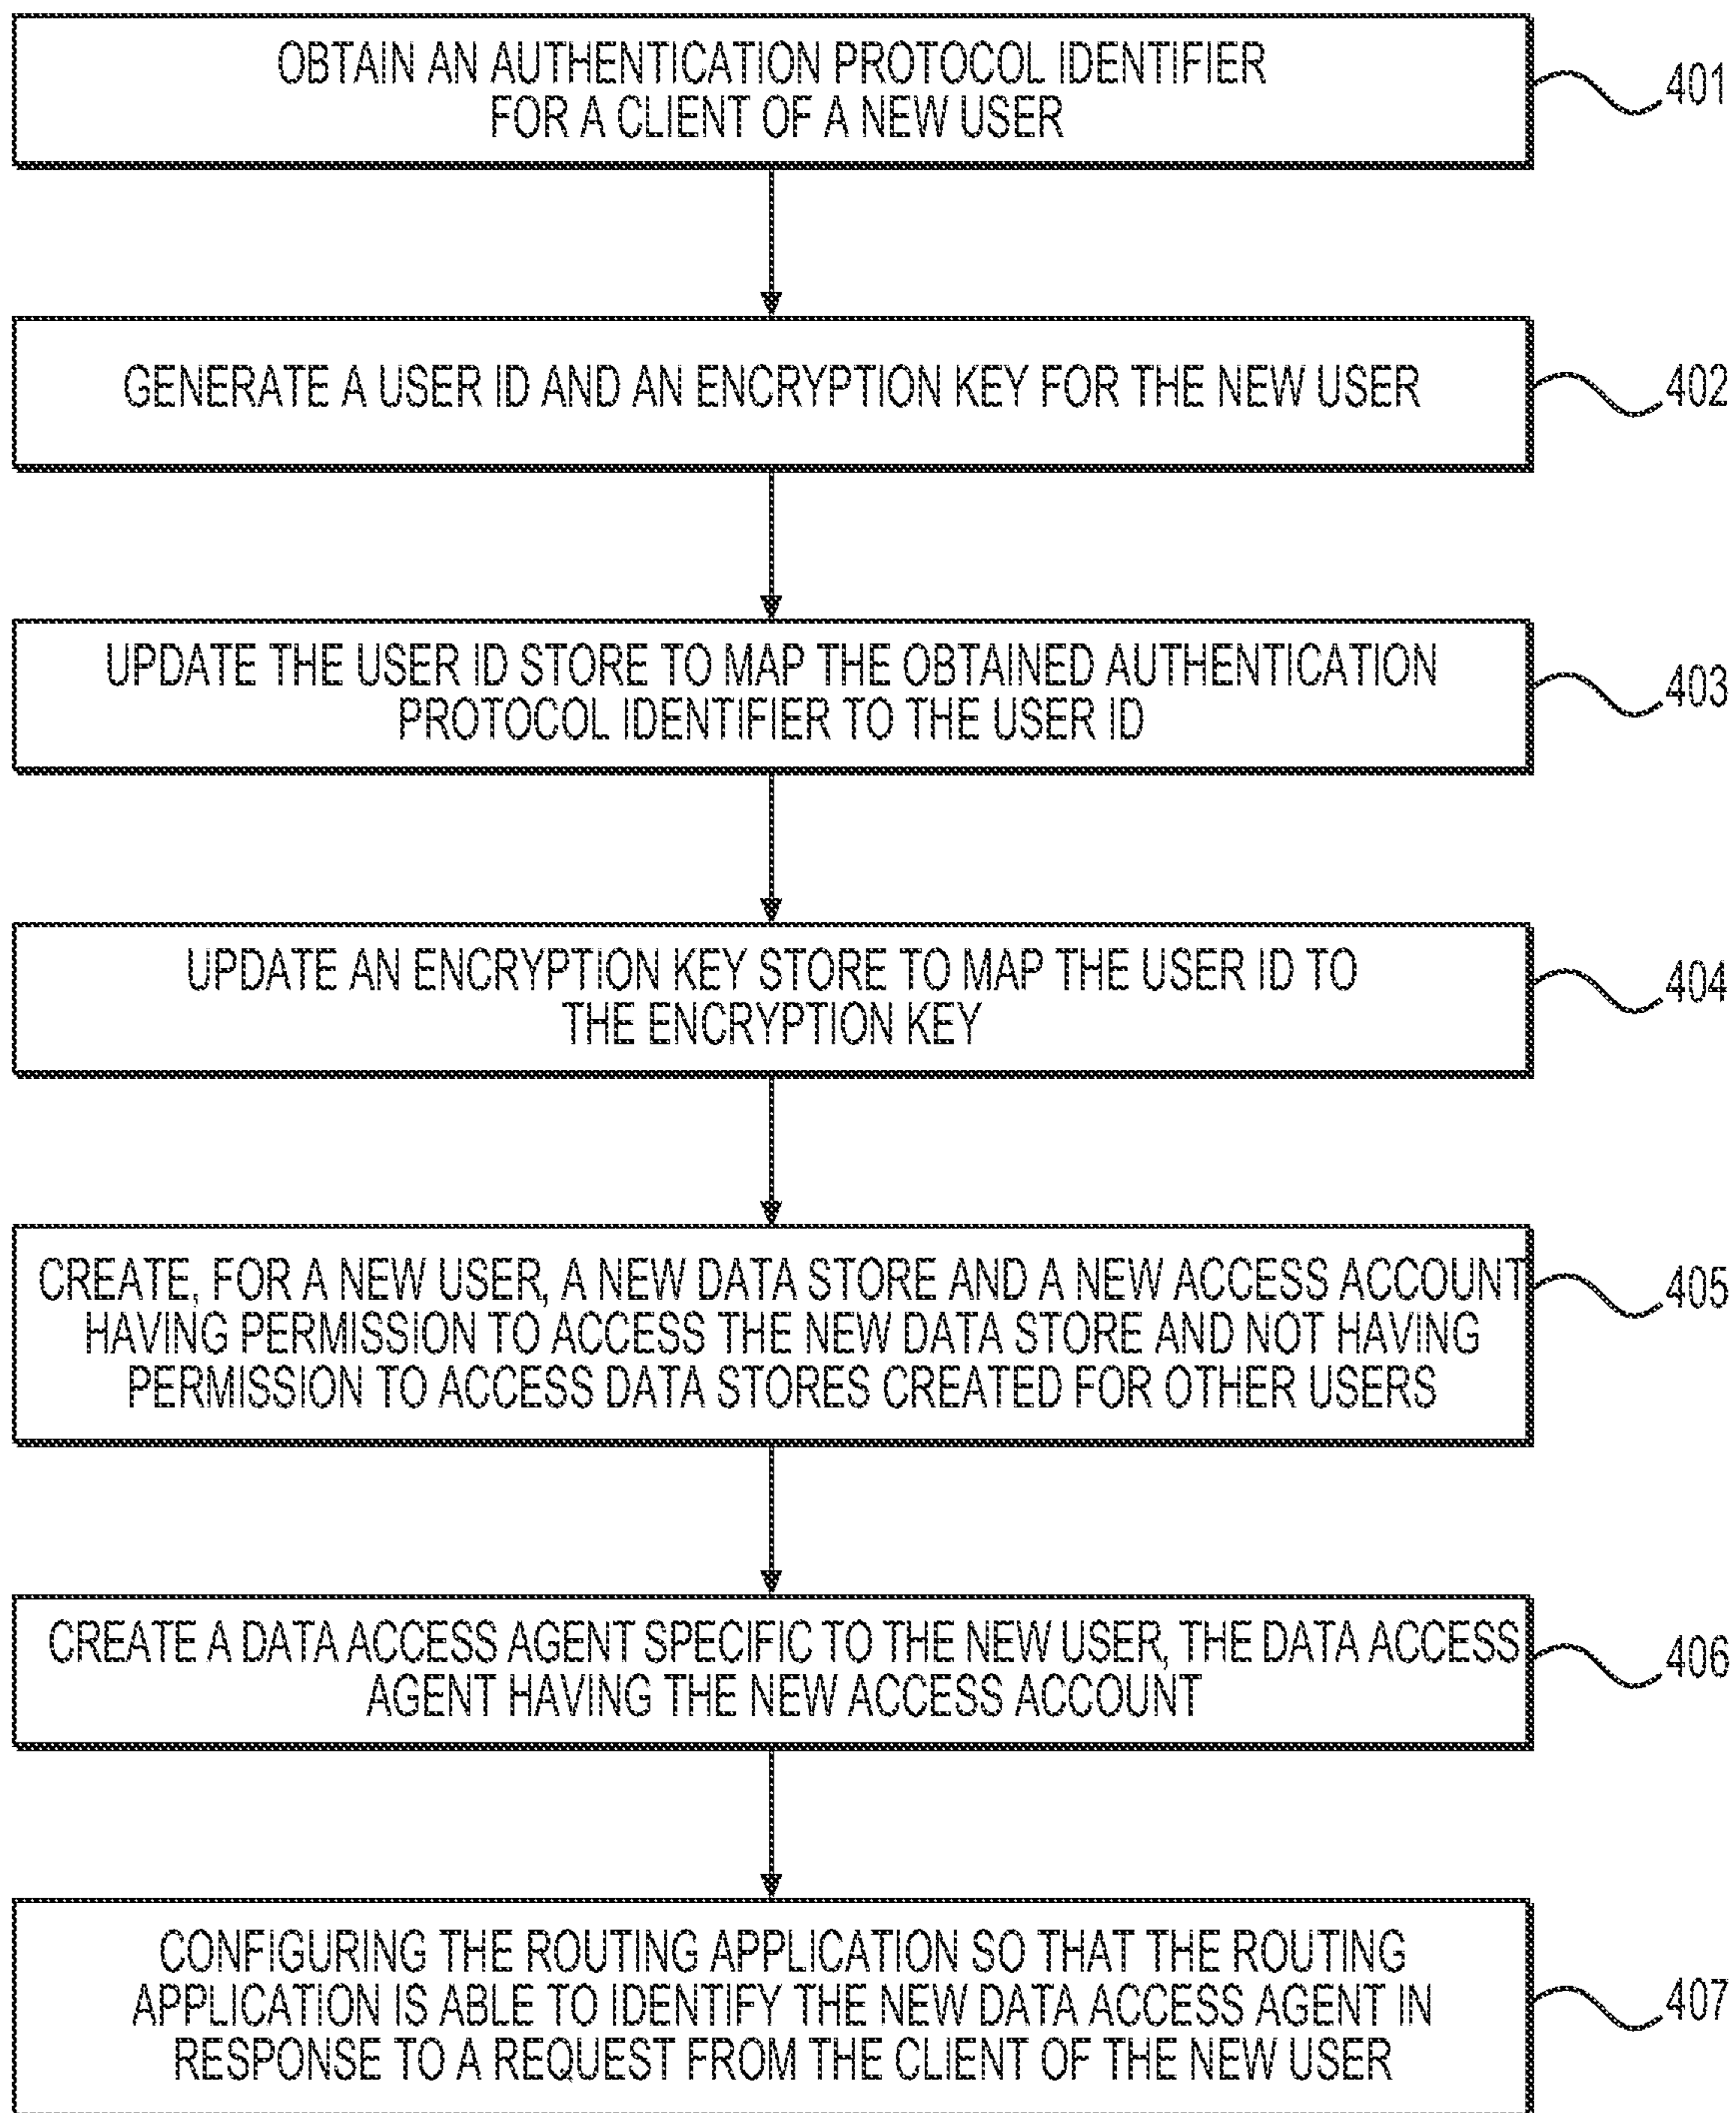 OBTAIN AN AUTHENTICATION PROTOCOL IDENTIFIER
FOR A CLIENT OF A NEW USER
401
GENERATE A USER ID AND AN ENCRYPTION KEY FOR THE NEW USER
402
UPDATE THE USER ID STORE TO MAP THE OBTAINED AUTHENTICATION
PROTOCOL IDENTIFIER TO THE USER ID
403
UPDATE AN ENCRYPTION KEY STORE TO MAP THE USER ID TO
THE ENCRYPTION KEY
404
CREATE, FOR A NEW USER, A NEW DATA STORE AND A NEW ACCESS ACCOUNT
HAVING PERMISSION TO ACCESS THE NEW DATA STORE AND NOT HAVING
PERMISSION TO ACCESS DATA STORES CREATED FOR OTHER USERS
405
CREATE A DATA ACCESS AGENT SPECIFIC TO THE NEW USER, THE DATA ACCESS
AGENT HAVING THE NEW ACCESS ACCOUNT
406
CONFIGURING THE ROUTING APPLICATION SO THAT THE ROUTING
APPLICATION IS ABLE TO IDENTIFY THE NEW DATA ACCESS AGENT IN
RESPONSE TO A REQUEST FROM THE CLIENT OF THE NEW USER
407